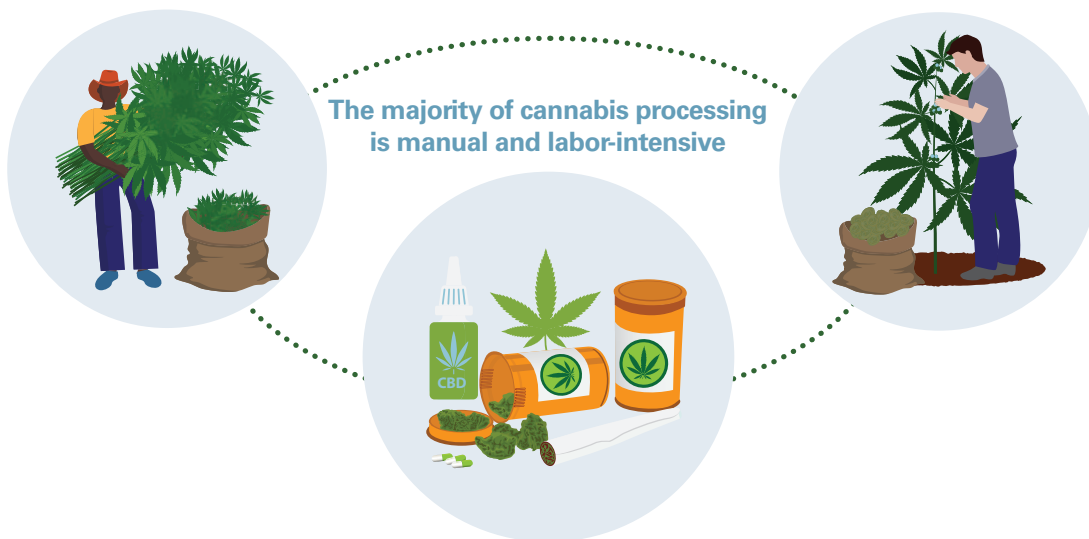 The majority of cannabis processing
is manual and labor-intensive
CBD